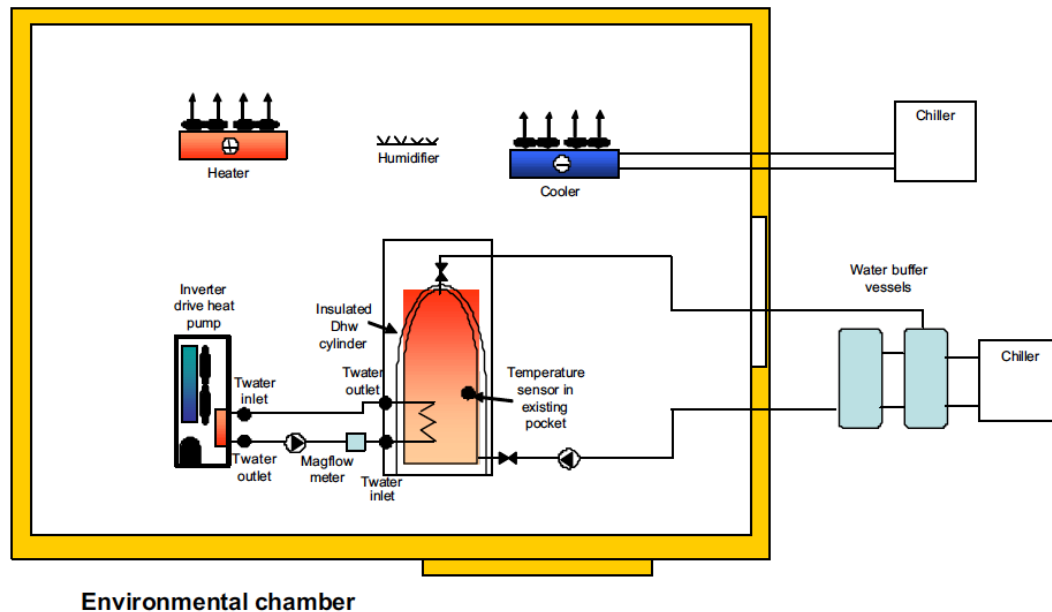 Heater
Humidifier
Cooler
Chiller
Inverter
drive heat
pump
Insulated
Dhw
cylinder
Water buffer
vessels
Chiller
Twater
inlet
Twater
outlet
Temperature
sensor in
existing
pocket
Twater
outlet
Magflow
meter
Twater
inlet
Environmental chamber